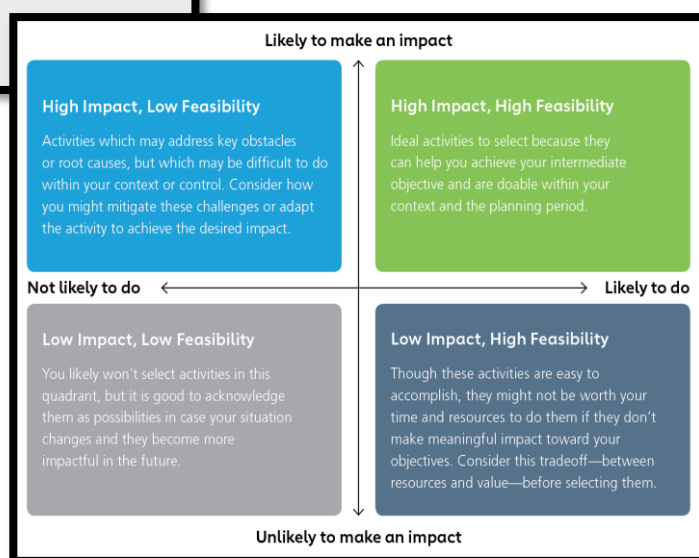 Likely to make an impact
High Impact, Low Feasibility
Activities which may address key obstacles
or root causes, but which may be difficult to do
within your context or control. Consider how
you might mitigate these challenges or adapt
the activity to achieve the desired impact.
High Impact, High Feasibility
Ideal activities to select because they
can help you achieve your intermediate
objective and are doable within your
context and the planning period.
Not likely to do
Likely to do
Low Impact, Low Feasibility
You likely won’t select activities in this
quadrant, but it is good to acknowledge
them as possibilities in case your situation
changes and they become more
impactful in the future.
Low Impact, High Feasibility
Though these activities are easy to
accomplish, they might not be worth your
time and resources to do them if they don’t
make meaningful impact toward your
objectives. Consider this tradeoff—between
resources and value—before selecting them.
Unlikely to make an impact